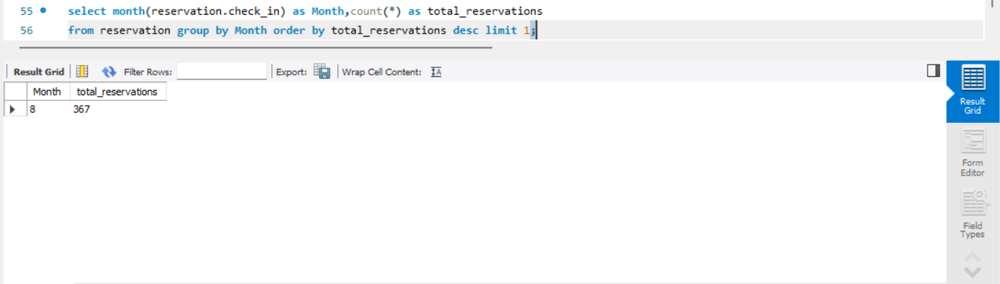 55 select month(reservation.check_in) as Month,count(*) as total_reservations
56 from reservation group by Month order by total_reservations desc limit 1;
Result Grid Filter Rows: Export: Wrap Cell Content: IA
Month total_reservations
8 367
Result
Grid
Form
Editor
Field
Types